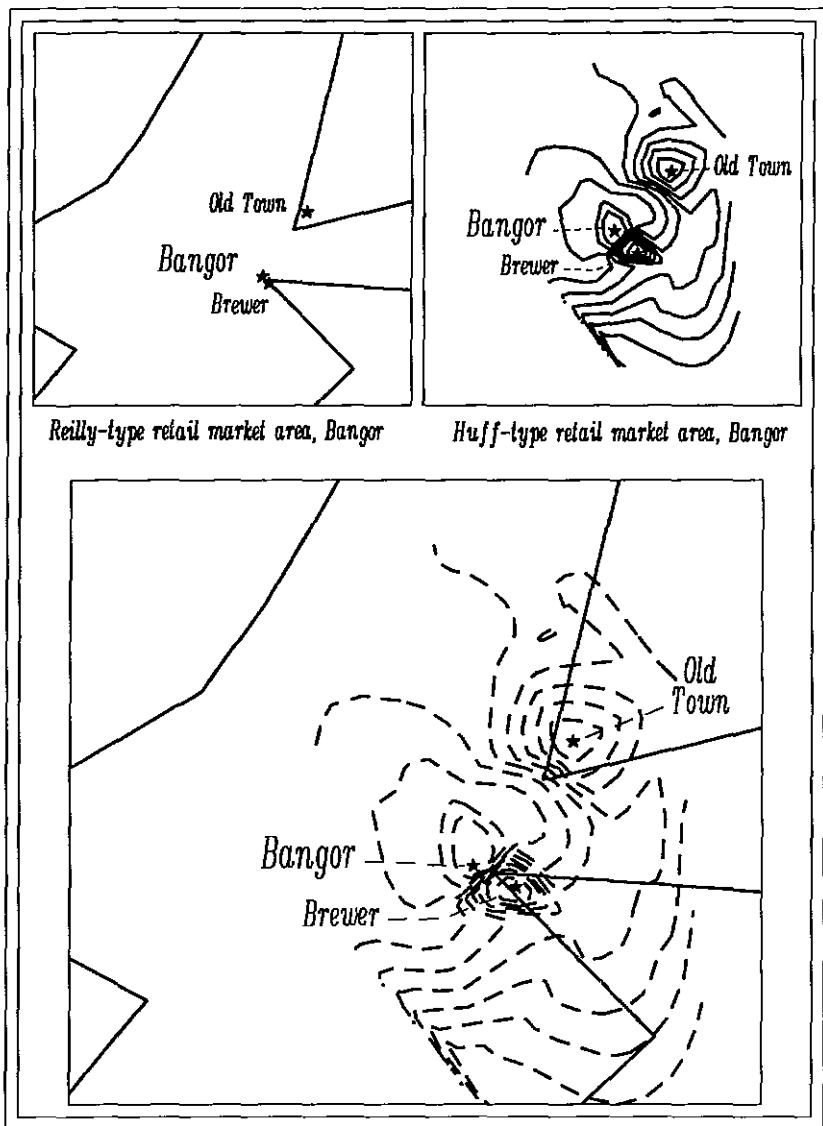 Old Town
Bangor
Brewer
Old Town
Bangor
Brewer
Reilly-type retail market area, Bangor
Huff-type retail market area, Bangor
Old
Town
Bangor
Brewer